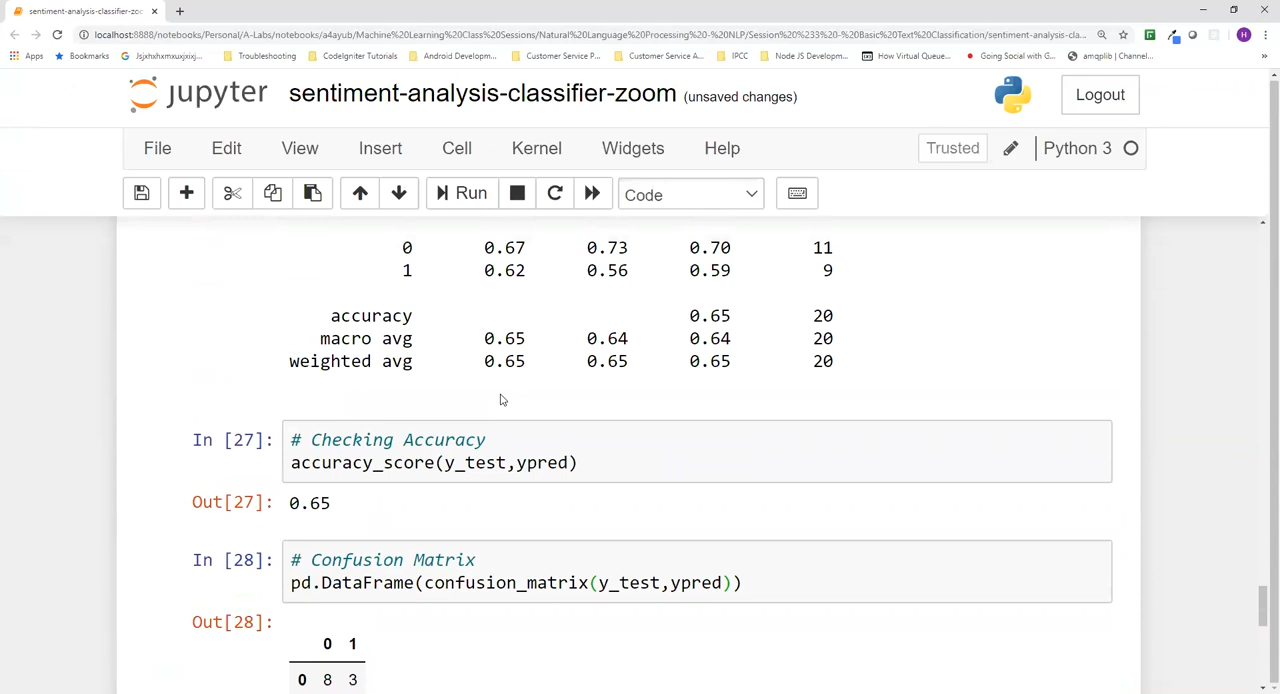 sentiment-analysis-classifier-zoom
localhost:8888/notebooks/Personal/A-Labs/notebooks/a4ayub/Machine%20Learning%20Class%20Sessions/Natural%20Language%20Processing%20-%20NLP/Session%20%233%20-%20Basic%20Text%20Classification/sentiment-analysis-cla...
Apps Bookmarks Jsjxhxhxmxuxjxixj... Troubleshooting CodeIgniter Tutorials Android Developm... Customer Service P... Customer Service A... IPCC Node JS Developm... How Virtual Queue... Going Social with G... amqplib | Channel... »
jupyter sentiment-analysis-classifier-zoom (unsaved changes) Logout
File Edit View Insert Cell Kernel Widgets Help Trusted Python 3
Run Code
0 0.67 0.73 0.70 11
1 0.62 0.56 0.59 9
accuracy 0.65 20
macro avg 0.65 0.64 0.64 20
weighted avg 0.65 0.65 0.65 20
In [27]: # Checking Accuracy
accuracy_score(y_test,ypred)
Out[27]: 0.65
In [28]: # Confusion Matrix
pd.DataFrame(confusion_matrix(y_test,ypred))
Out[28]:
0 1
0 8 3